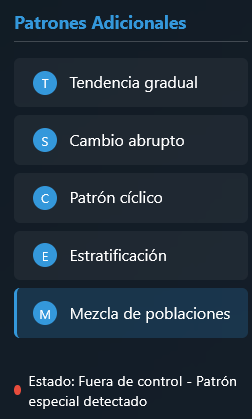 Patrones Adicionales
T Tendencia gradual
S Cambio abrupto
C Patrón cíclico
E Estratificación
M Mezcla de poblaciones
Estado: Fuera de control - Patrón
especial detectado